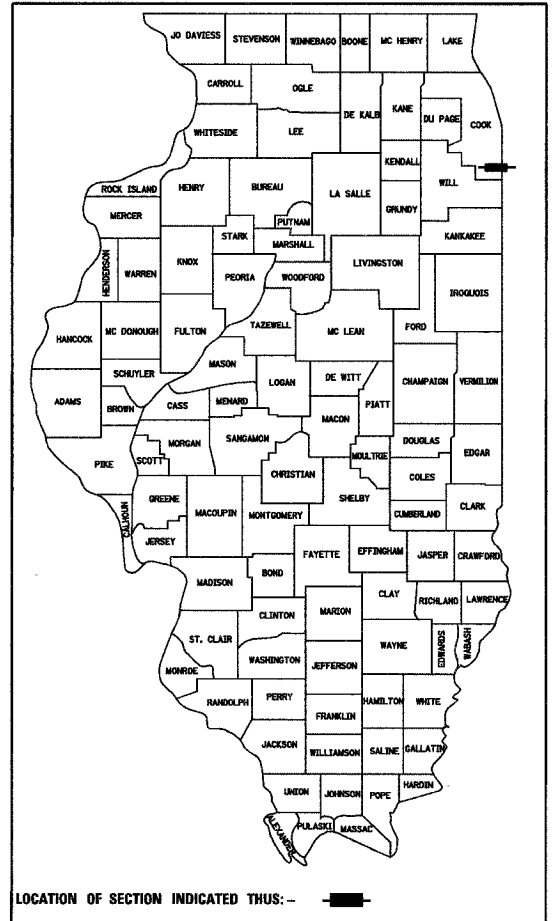 JO DAVIESS STEVENSON WINNEBAGO BOONE MC HENRY LAKE
CARROLL OGLE
DE KALB KANE DU PAGE COOK
WHITESIDE LEE
KENDALL WILL
ROCK ISLAND HENRY BUREAU LA SALLE GRUNDY
MERCER PUTNAM
STARK MARSHALL KANKAKEE
HENDERSON WARREN KNOX PEORIA WOODFORD LIVINGSTON
IROQUOIS
HANCOCK MC DONOUGH FULTON TAZEWELL MC LEAN FORD
SCHUYLER MASON
ADAMS BROWN CASS MENARD LOGAN DE WITT PIATT CHAMPAIGN VERMILION
MACON
MORGAN SANGAMON
PIKE SCOTT CHRISTIAN MOULTRIE DOUGLAS EDGAR
COLES
GREENE MACOUPIN MONTGOMERY SHELBY CUMBERLAND CLARK
CALHOUN JERSEY
FAYETTE EFFINGHAM JASPER CRAWFORD
MADISON BOND
CLINTON MARION CLAY RICHLAND LAWRENCE
ST. CLAIR WAYNE EDWARDS WABASH
WASHINGTON JEFFERSON
MONROE
RANDOLPH PERRY FRANKLIN HAMILTON WHITE
JACKSON WILLIAMSON SALINE GALLATIN
UNION JOHNSON POPE HARDIN
ALEXANDER PULASKI MASSAC
LOCATION OF SECTION INDICATED THUS: -